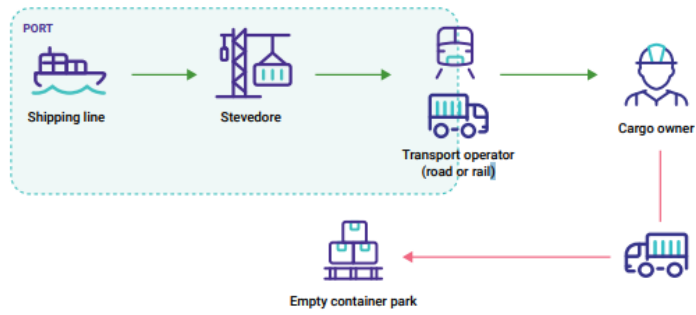 PORT
Shipping line
Stevedore
Transport operator
(road or rail)
Cargo owner
Empty container park